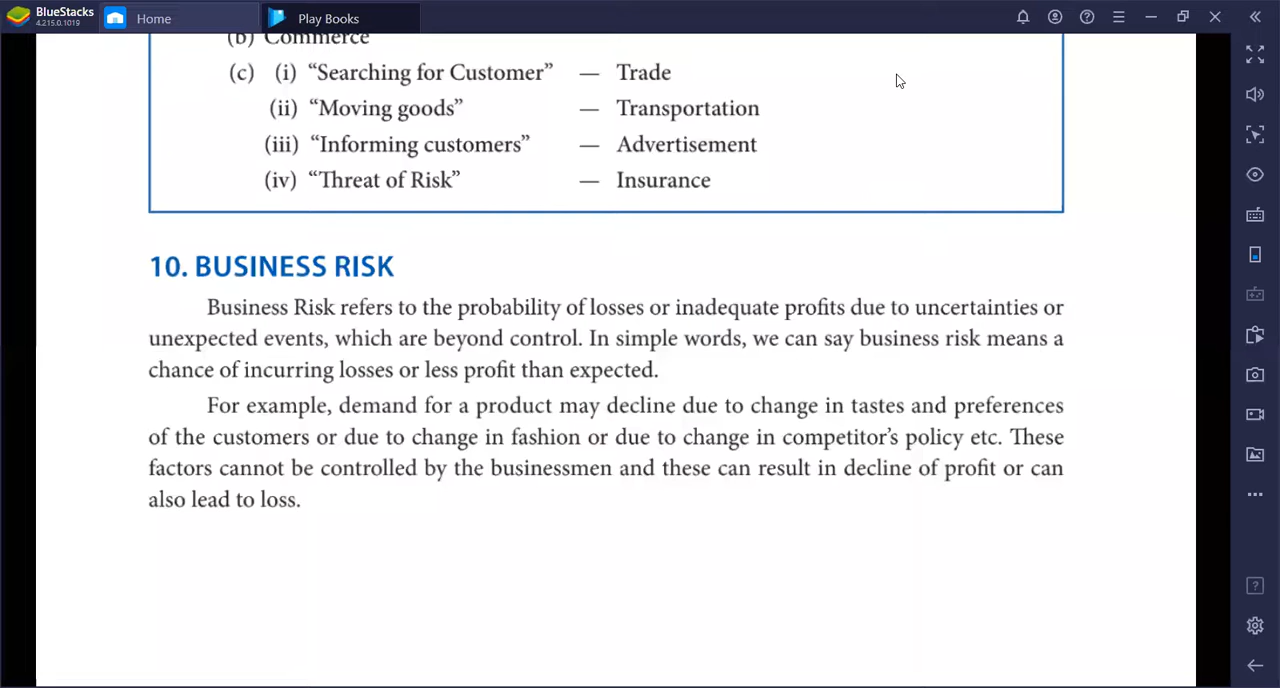 BlueStacks
4.215.0.1019
Home
Play Books
(b) Commerce
(c) (i) “Searching for Customer” — Trade
(ii) “Moving goods” — Transportation
(iii) “Informing customers” — Advertisement
(iv) “Threat of Risk” — Insurance
10. BUSINESS RISK
Business Risk refers to the probability of losses or inadequate profits due to uncertainties or
unexpected events, which are beyond control. In simple words, we can say business risk means a
chance of incurring losses or less profit than expected.
For example, demand for a product may decline due to change in tastes and preferences
of the customers or due to change in fashion or due to change in competitor’s policy etc. These
factors cannot be controlled by the businessmen and these can result in decline of profit or can
also lead to loss.